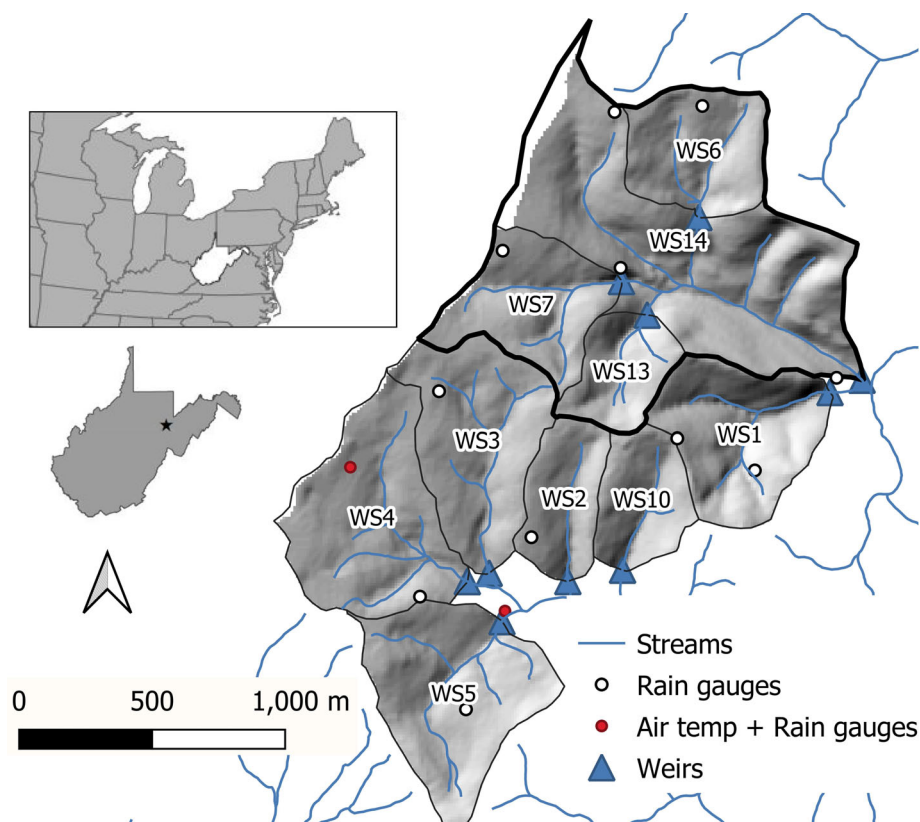 WS6
WS14
WS7
WS13
WS3
WS1
WS2
WS10
WS4
WS5
0 500 1,000 m
Streams
Rain gauges
Air temp + Rain gauges
Weirs